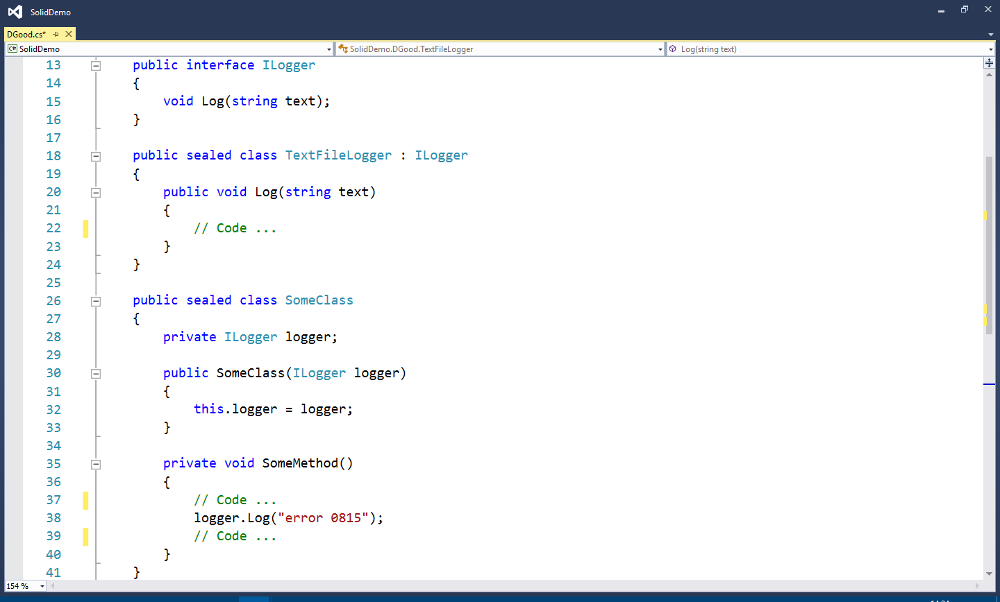 SolidDemo
DGood.cs*
C# SolidDemo SolidDemo.DGood.TextFileLogger Log(string text)
13 public interface ILogger
14 {
15 void Log(string text);
16 }
17
18 public sealed class TextFileLogger : ILogger
19 {
20 public void Log(string text)
21 {
22 // Code ...
23 }
24 }
25
26 public sealed class SomeClass
27 {
28 private ILogger logger;
29
30 public SomeClass(ILogger logger)
31 {
32 this.logger = logger;
33 }
34
35 private void SomeMethod()
36 {
37 // Code ...
38 logger.Log("error 0815");
39 // Code ...
40 }
41 }
154 %